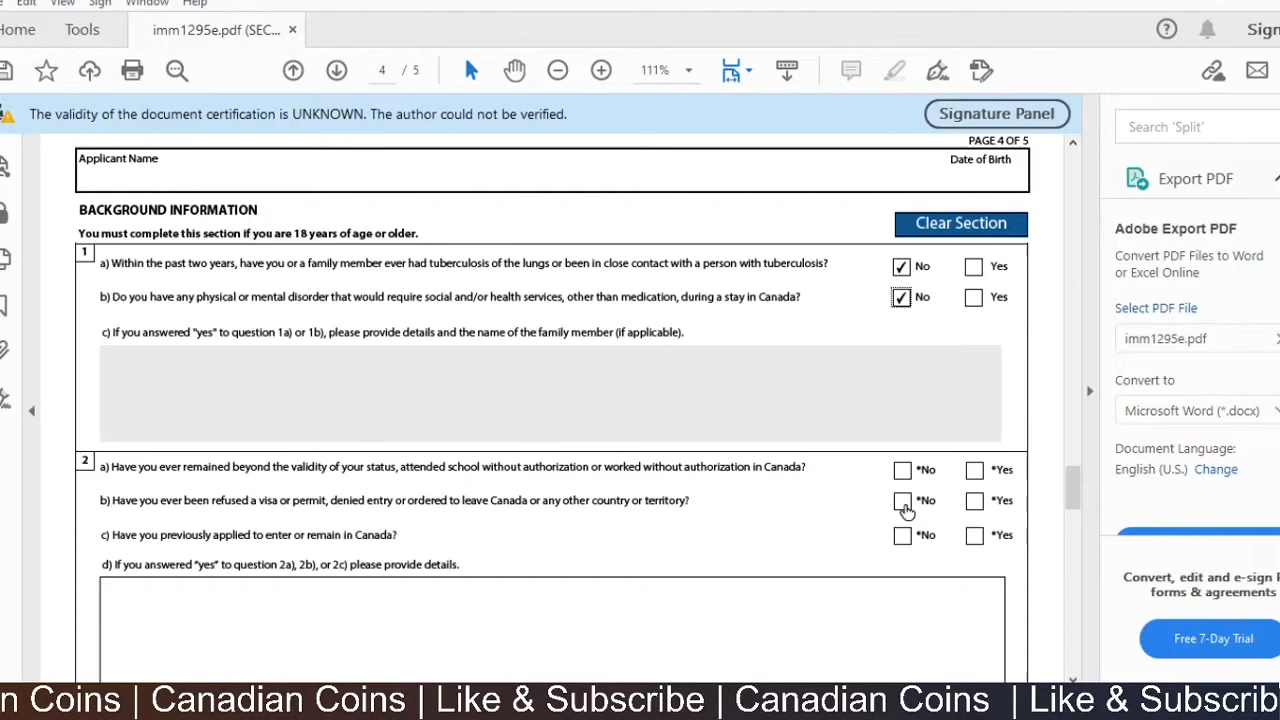 Edit View Sign Window Help
Home Tools imm1295e.pdf (SEC... × Sign
4 / 5 111%
The validity of the document certification is UNKNOWN. The author could not be verified. Signature Panel
PAGE 4 OF 5
Applicant Name Date of Birth
BACKGROUND INFORMATION
You must complete this section if you are 18 years of age or older. Clear Section
1
a) Within the past two years, have you or a family member ever had tuberculosis of the lungs or been in close contact with a person with tuberculosis? No Yes
b) Do you have any physical or mental disorder that would require social and/or health services, other than medication, during a stay in Canada? No Yes
c) If you answered "yes" to question 1a) or 1b), please provide details and the name of the family member (if applicable).
2
a) Have you ever remained beyond the validity of your status, attended school without authorization or worked without authorization in Canada? *No *Yes
b) Have you ever been refused a visa or permit, denied entry or ordered to leave Canada or any other country or territory? *No *Yes
c) Have you previously applied to enter or remain in Canada? *No *Yes
d) If you answered "yes" to question 2a), 2b), or 2c) please provide details.
Search 'Split'
Export PDF
Adobe Export PDF
Convert PDF Files to Word
or Excel Online
Select PDF File
imm1295e.pdf
Convert to
Microsoft Word (*.docx)
Document Language:
English (U.S.) Change
Convert, edit and e-sign P
forms & agreements
Free 7-Day Trial
n Coins | Canadian Coins | Like & Subscribe | Canadian Coins | Like & Subscrib